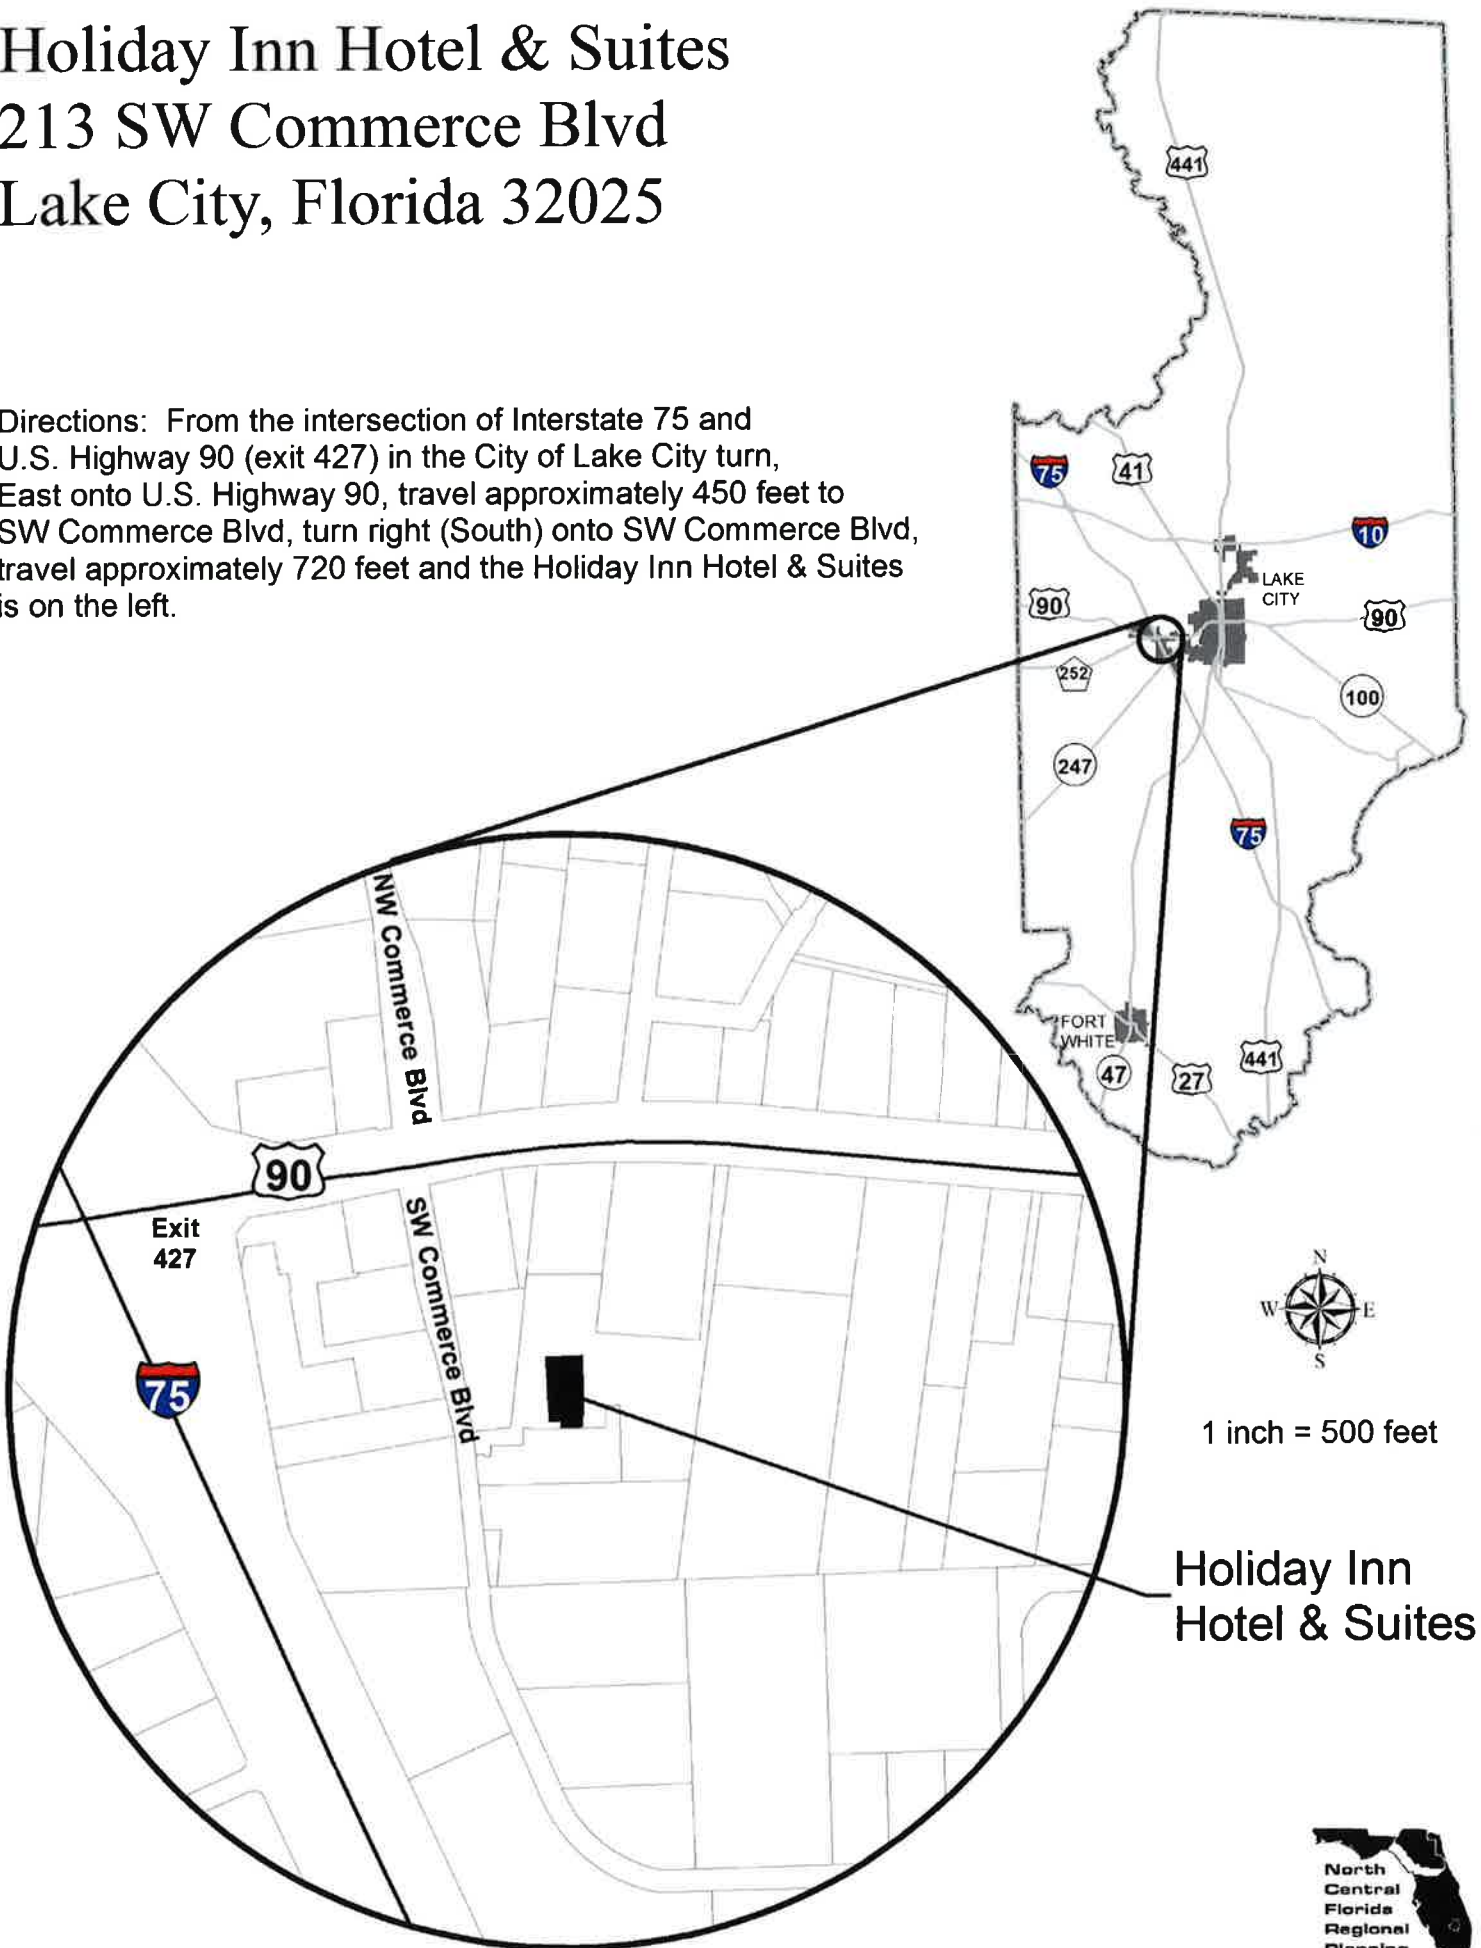 Holiday Inn Hotel & Suites
213 SW Commerce Blvd
Lake City, Florida 32025
Directions: From the intersection of Interstate 75 and
U.S. Highway 90 (exit 427) in the City of Lake City turn,
East onto U.S. Highway 90, travel approximately 450 feet to
SW Commerce Blvd, turn right (South) onto SW Commerce Blvd,
travel approximately 720 feet and the Holiday Inn Hotel & Suites
is on the left.
441
75
41
10
LAKE
CITY
90
90
252
100
247
75
FORT
WHITE
47
27
441
NW Commerce Blvd
90
Exit
427
SW Commerce Blvd
75
N
W
E
S
1 inch = 500 feet
Holiday Inn
Hotel & Suites
North
Central
Florida
Regional